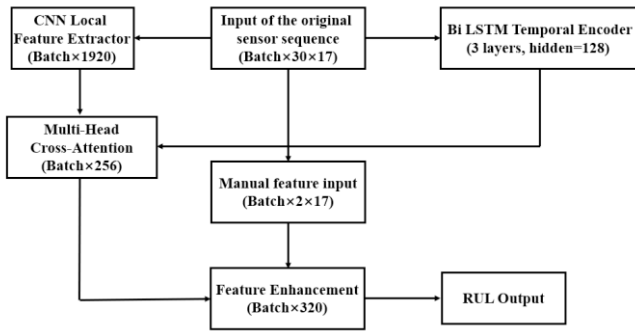 CNN Local
Feature Extractor
(Batch×1920)
Input of the original
sensor sequence
(Batch×30×17)
Bi LSTM Temporal Encoder
(3 layers, hidden=128)
Multi-Head
Cross-Attention
(Batch×256)
Manual feature input
(Batch×2×17)
Feature Enhancement
(Batch×320)
RUL Output